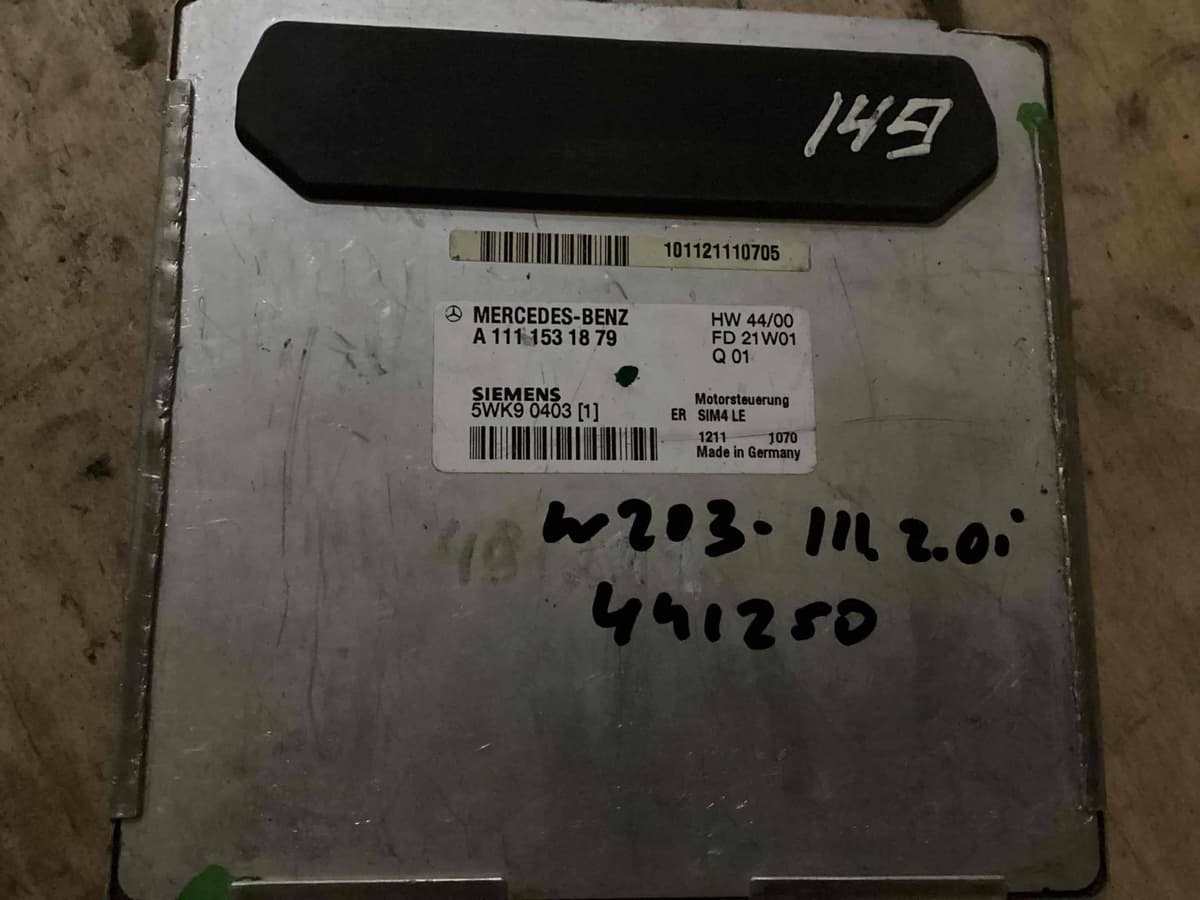 149
101121110705
MERCEDES-BENZ HW 44/00
A 111 153 18 79 FD 21W01
Q 01
SIEMENS Motorsteuerung
5WK9 0403 [1] ER SIM4 LE
1211 1070
Made in Germany
W203-111 2.0i
441250